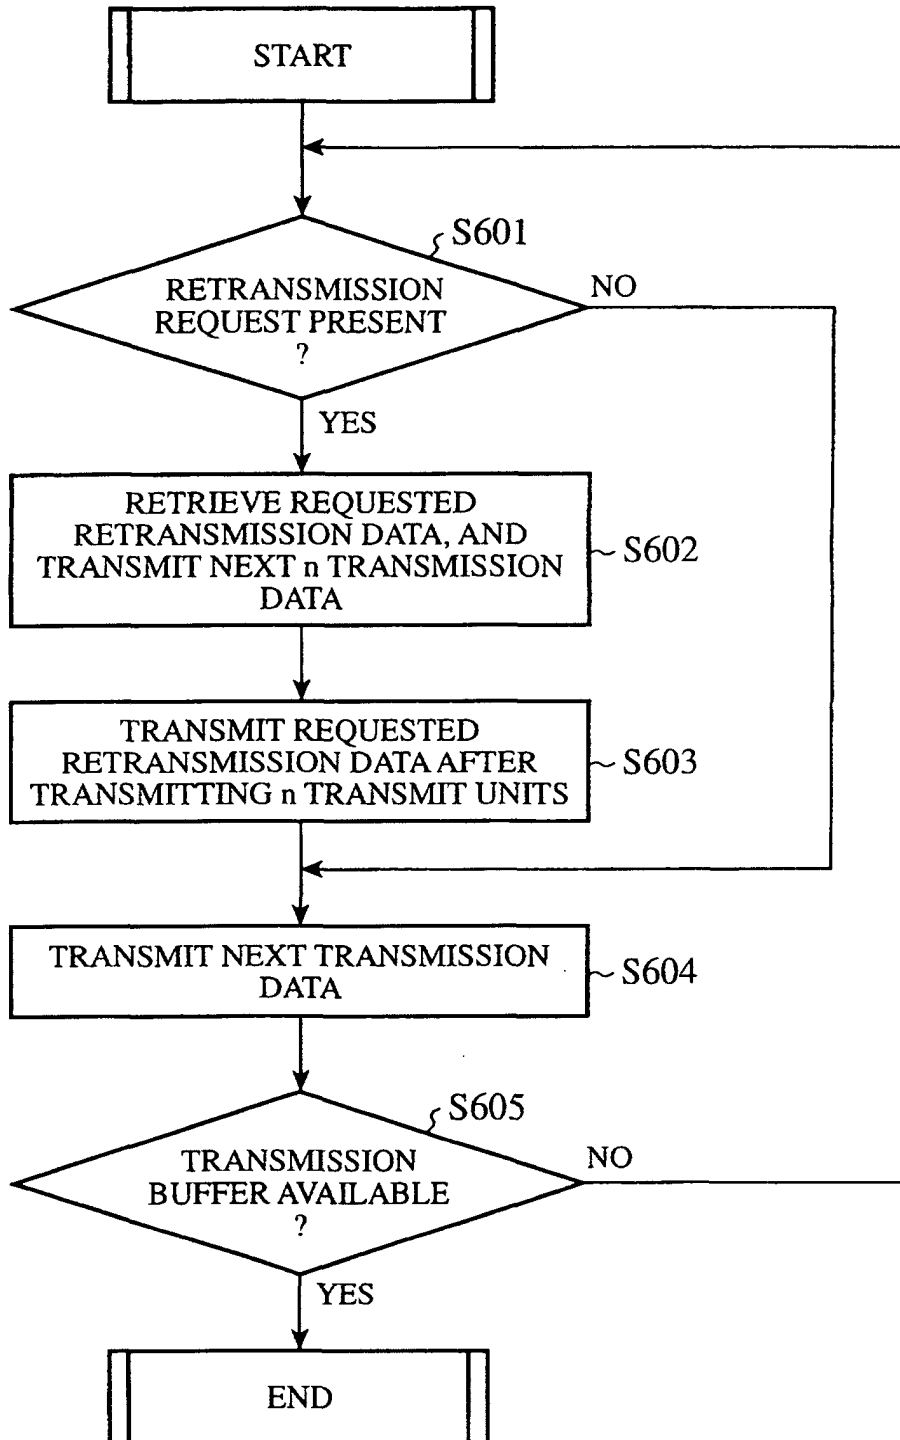 START
S601
RETRANSMISSION
REQUEST PRESENT
?
NO
YES
RETRIEVE REQUESTED
RETRANSMISSION DATA, AND
TRANSMIT NEXT n TRANSMISSION
DATA
S602
TRANSMIT REQUESTED
RETRANSMISSION DATA AFTER
TRANSMITTING n TRANSMIT UNITS
S603
TRANSMIT NEXT TRANSMISSION
DATA
S604
S605
TRANSMISSION
BUFFER AVAILABLE
?
NO
YES
END